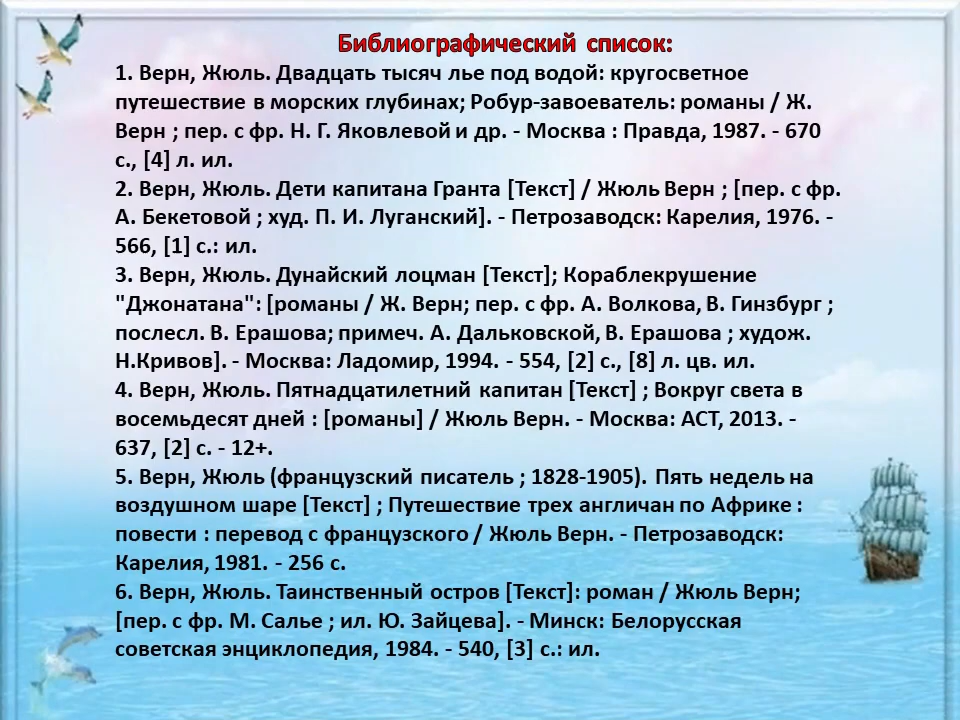 Библиографический список:
1. Верн, Жюль. Двадцать тысяч лье под водой: кругосветное
путешествие в морских глубинах; Робур-завоеватель: романы / Ж.
Верн ; пер. с фр. Н. Г. Яковлевой и др. - Москва : Правда, 1987. - 670
с., [4] л. ил.
2. Верн, Жюль. Дети капитана Гранта [Текст] / Жюль Верн ; [пер. с фр.
А. Бекетовой ; худ. П. И. Луганский]. - Петрозаводск: Карелия, 1976. -
566, [1] с.: ил.
3. Верн, Жюль. Дунайский лоцман [Текст]; Кораблекрушение
"Джонатана": [романы / Ж. Верн; пер. с фр. А. Волкова, В. Гинзбург ;
послесл. В. Ерашова; примеч. А. Дальковской, В. Ерашова ; худож.
Н.Кривов]. - Москва: Ладомир, 1994. - 554, [2] с., [8] л. цв. ил.
4. Верн, Жюль. Пятнадцатилетний капитан [Текст] ; Вокруг света в
восемьдесят дней : [романы] / Жюль Верн. - Москва: АСТ, 2013. -
637, [2] с. - 12+.
5. Верн, Жюль (французский писатель ; 1828-1905). Пять недель на
воздушном шаре [Текст] ; Путешествие трех англичан по Африке :
повести : перевод с французского / Жюль Верн. - Петрозаводск:
Карелия, 1981. - 256 с.
6. Верн, Жюль. Таинственный остров [Текст]: роман / Жюль Верн;
[пер. с фр. М. Салье ; ил. Ю. Зайцева]. - Минск: Белорусская
советская энциклопедия, 1984. - 540, [3] с.: ил.